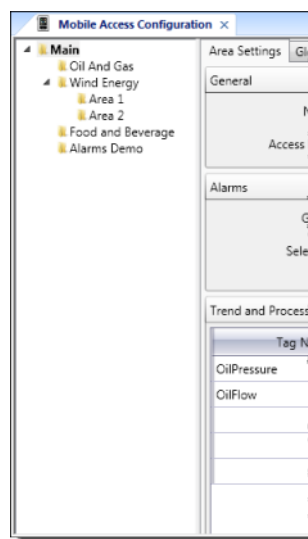 Mobile Access Configuration ×
Main
Oil And Gas
Wind Energy
Area 1
Area 2
Food and Beverage
Alarms Demo
Area Settings
General
Access
Alarms
Trend and Process
Tag N
OilPressure
OilFlow